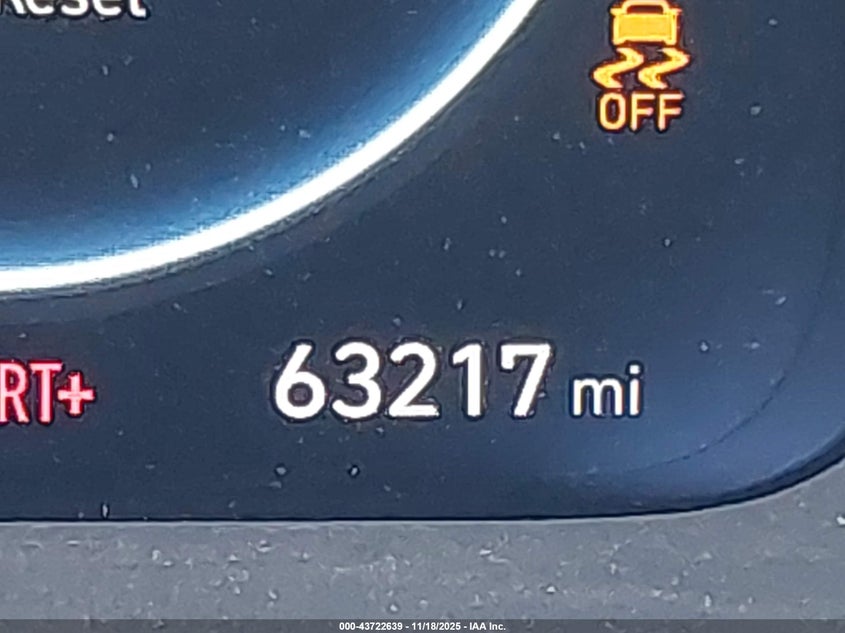 Reset
OFF
RT+
63217 mi
000-43722639 - 11/18/2025 - IAA Inc.